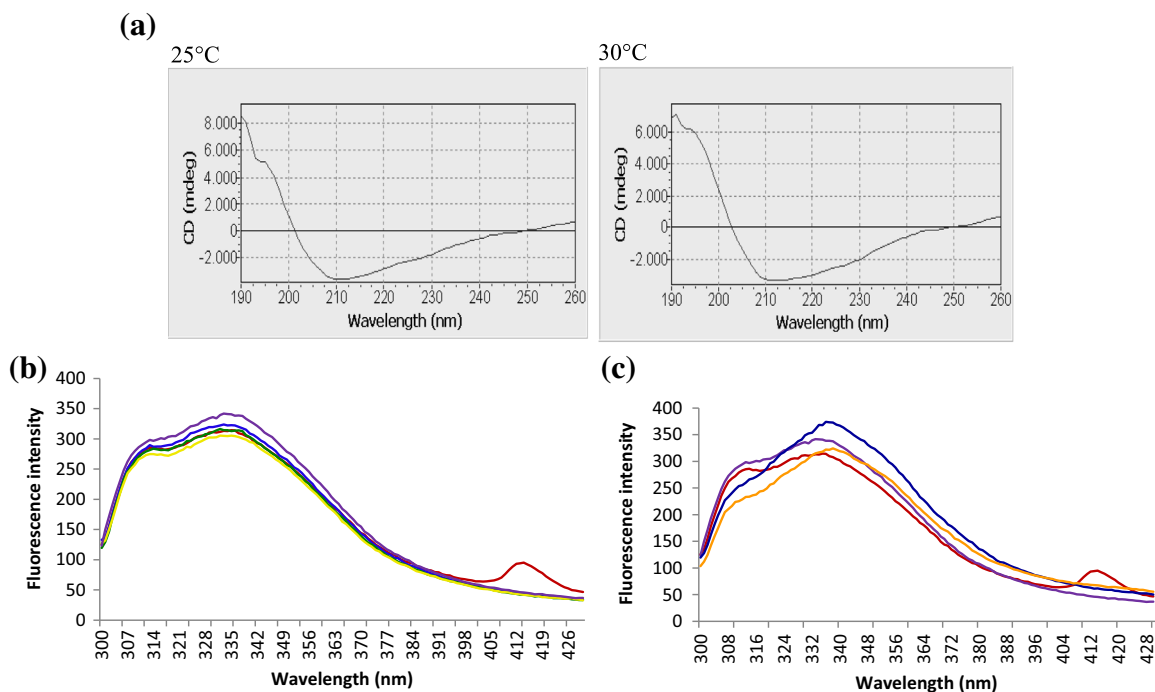 (a)
25°C
30°C
8.000
6.000
4.000
2.000
0
-2.000
CD (mdeg)
190 200 210 220 230 240 250 260
Wavelength (nm)
6.000
4.000
2.000
0
-2.000
CD (mdeg)
190 200 210 220 230 240 250 260
Wavelength (nm)
(b)
400
350
300
250
200
150
100
50
0
Fluorescence intensity
300 307 314 321 328 335 342 349 356 363 370 377 384 391 398 405 412 419 426
Wavelength (nm)
(c)
400
350
300
250
200
150
100
50
0
Fluorescence intensity
300 308 316 324 332 340 348 356 364 372 380 388 396 404 412 420 428
Wavelength (nm)